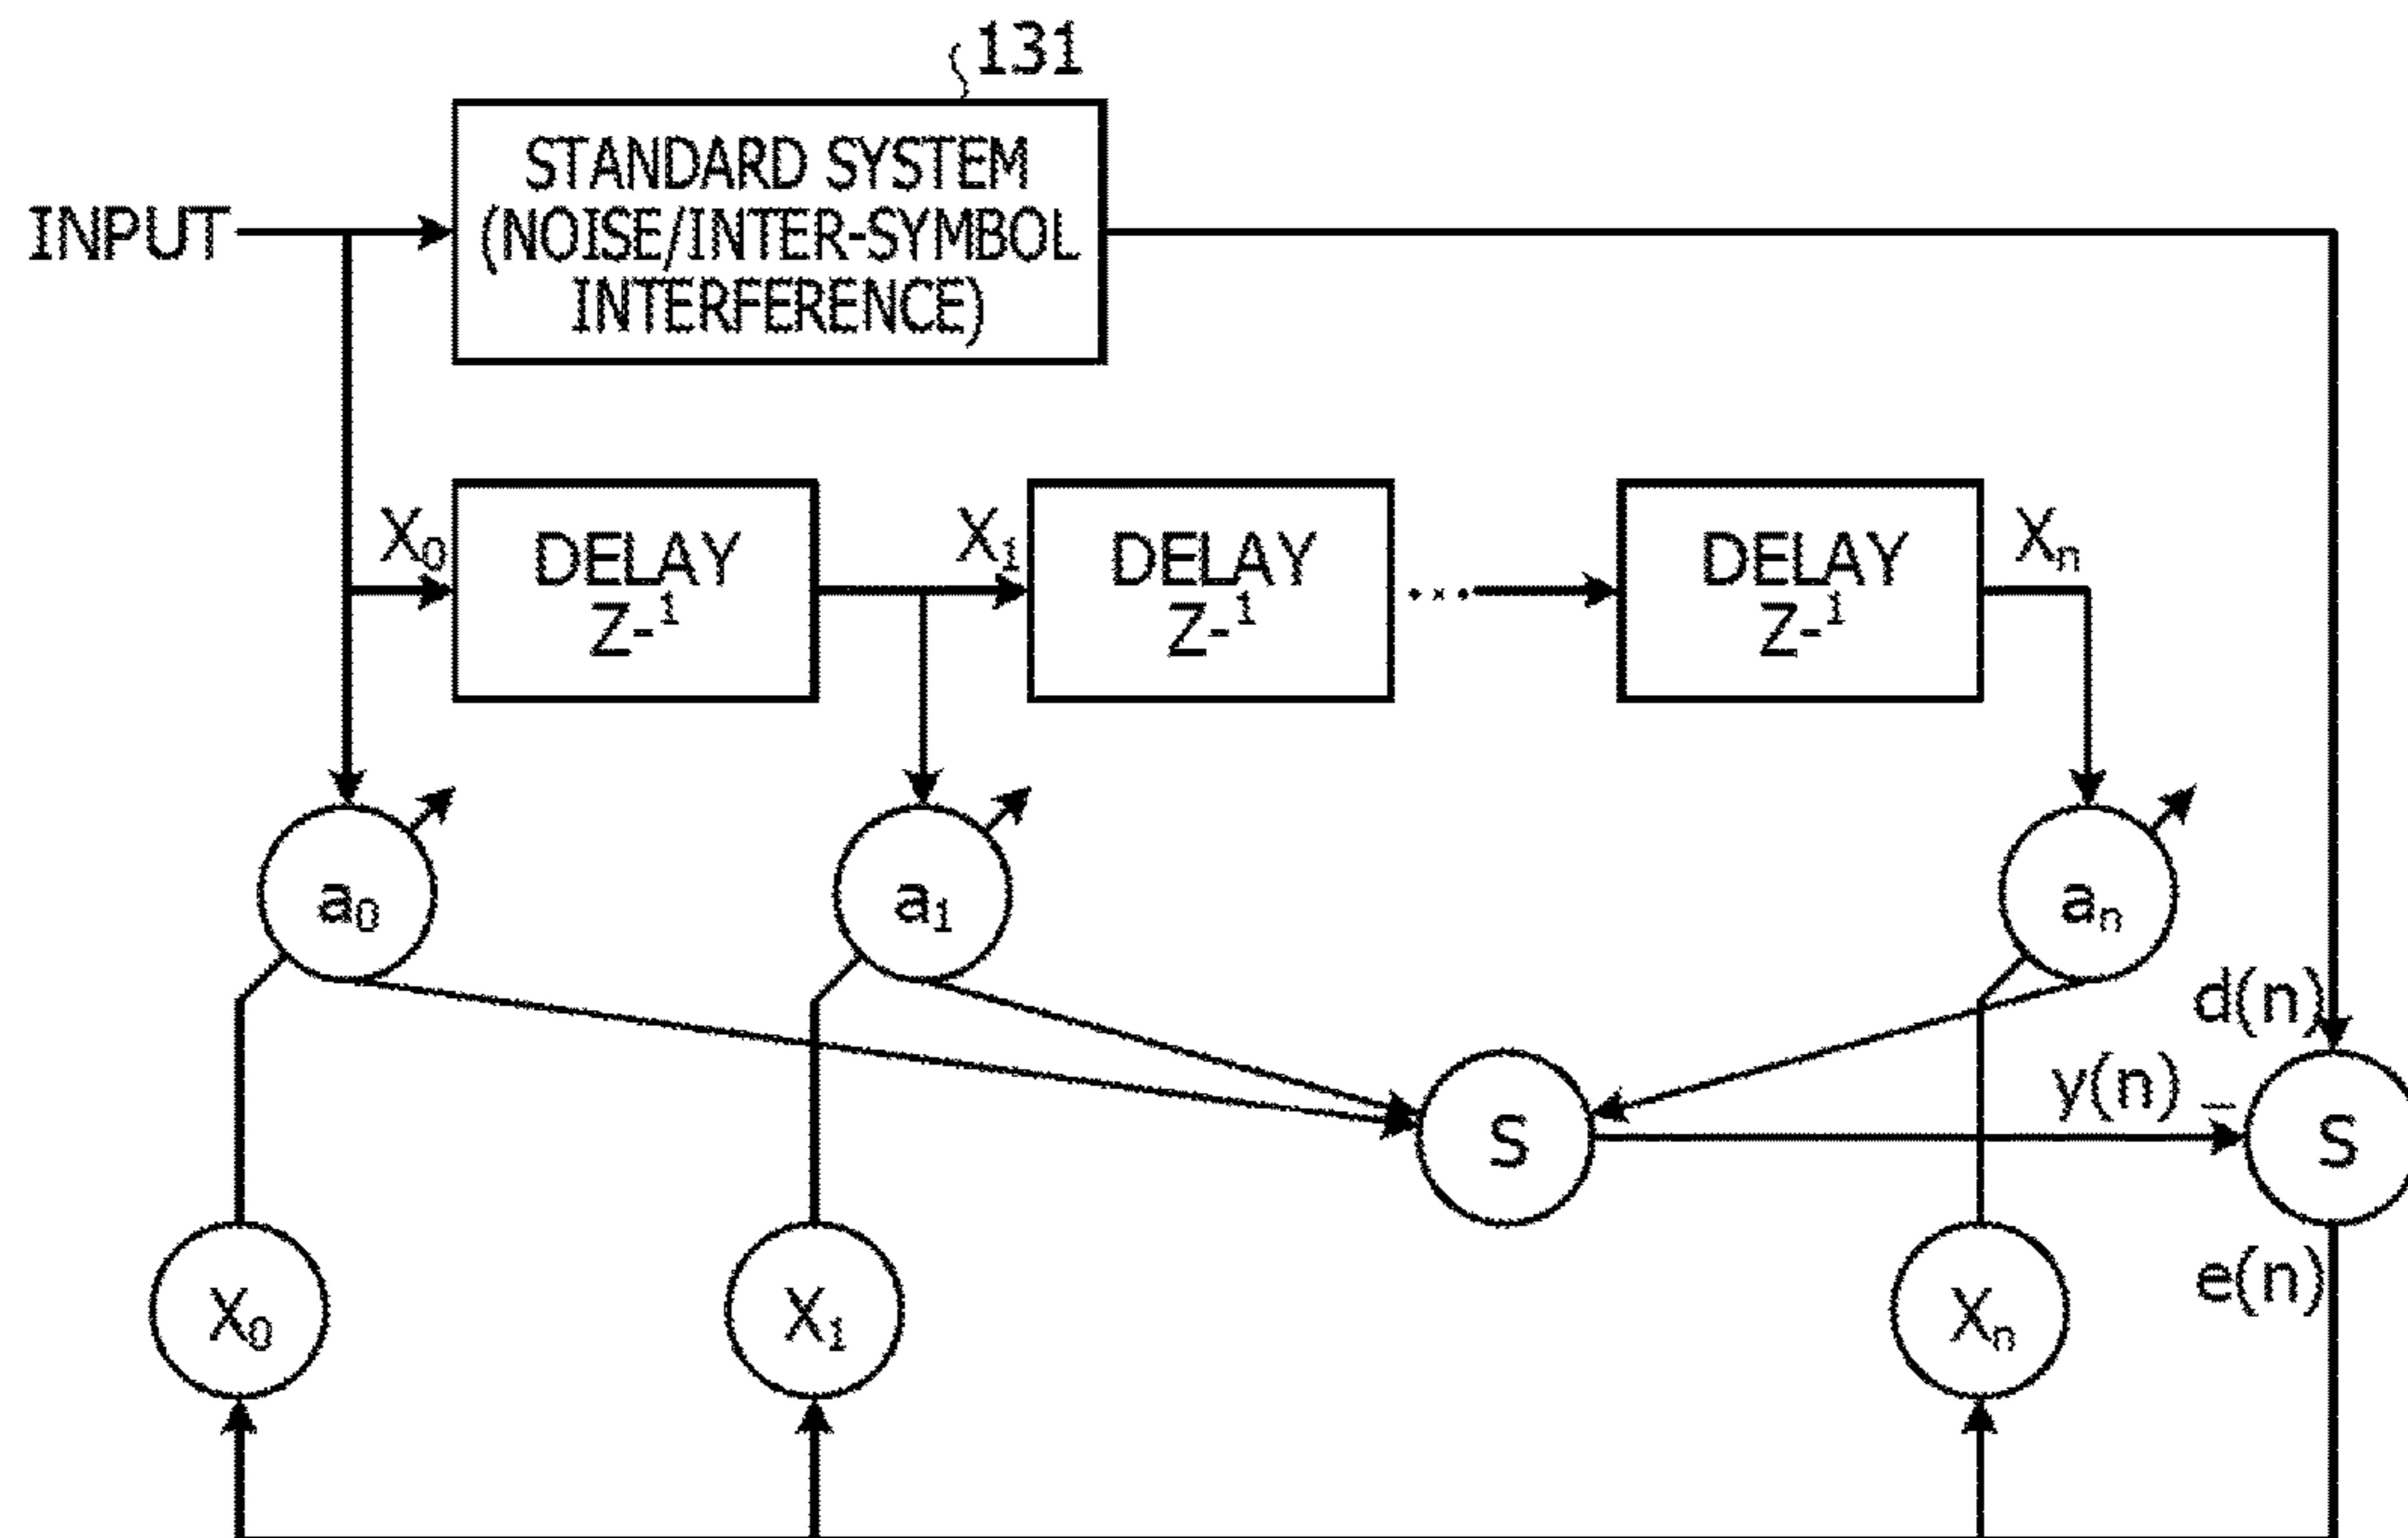 131
INPUT
STANDARD SYSTEM
(NOISE/INTER-SYMBOL
INTERFERENCE)
X₀
DELAY
Z-¹
X₁
DELAY
Z-¹
...
DELAY
Z-¹
Xₙ
a₀
a₁
aₙ
d(n)
y(n) −
S
S
e(n)
X₀
X₁
Xₙ